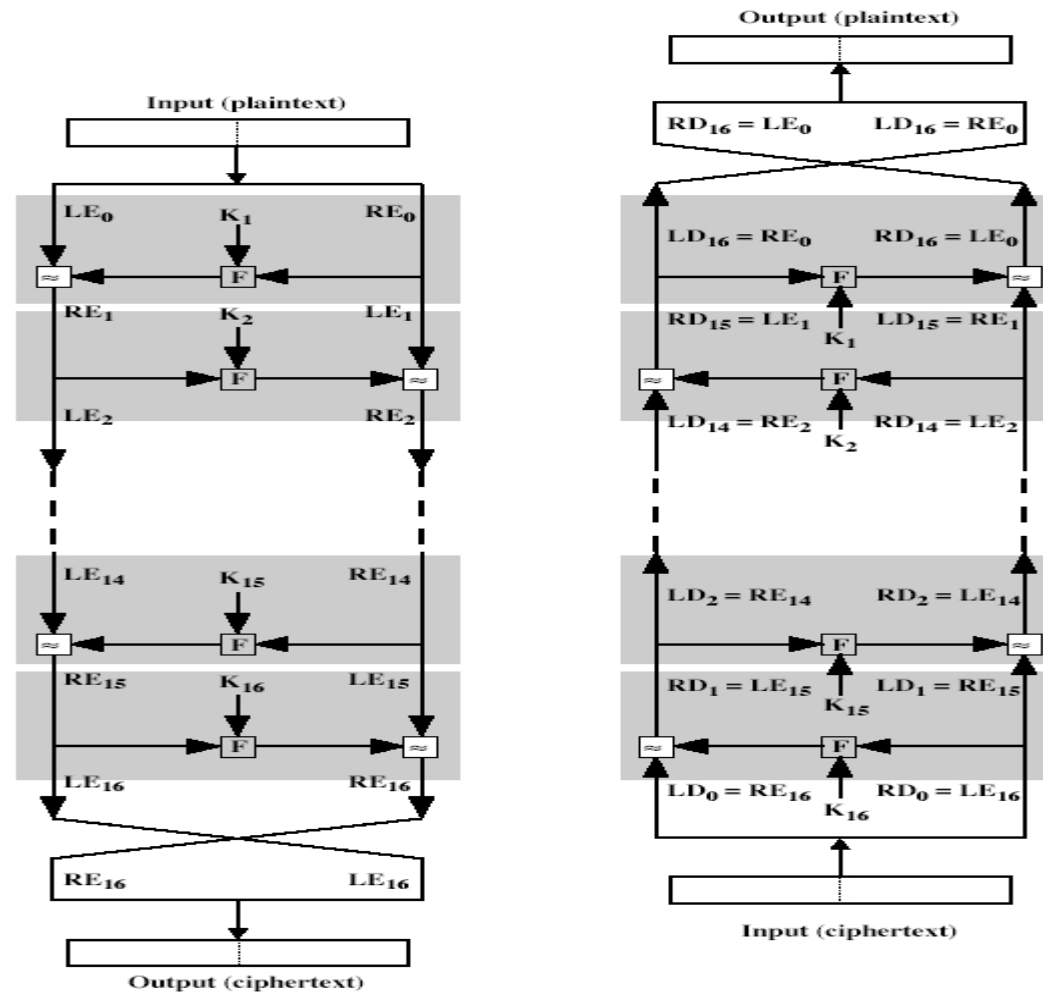 Input (plaintext)
LE₀ K₁ RE₀
≈ F
RE₁ K₂ LE₁
F ≈
LE₂ RE₂
LE₁₄ K₁₅ RE₁₄
≈ F
RE₁₅ K₁₆ LE₁₅
F ≈
LE₁₆ RE₁₆
RE₁₆ LE₁₆
Output (ciphertext)
Output (plaintext)
RD₁₆ = LE₀ LD₁₆ = RE₀
LD₁₆ = RE₀ RD₁₆ = LE₀
F ≈
RD₁₅ = LE₁ K₁ LD₁₅ = RE₁
≈ F
LD₁₄ = RE₂ K₂ RD₁₄ = LE₂
LD₂ = RE₁₄ RD₂ = LE₁₄
F ≈
RD₁ = LE₁₅ K₁₅ LD₁ = RE₁₅
≈ F
LD₀ = RE₁₆ K₁₆ RD₀ = LE₁₆
Input (ciphertext)